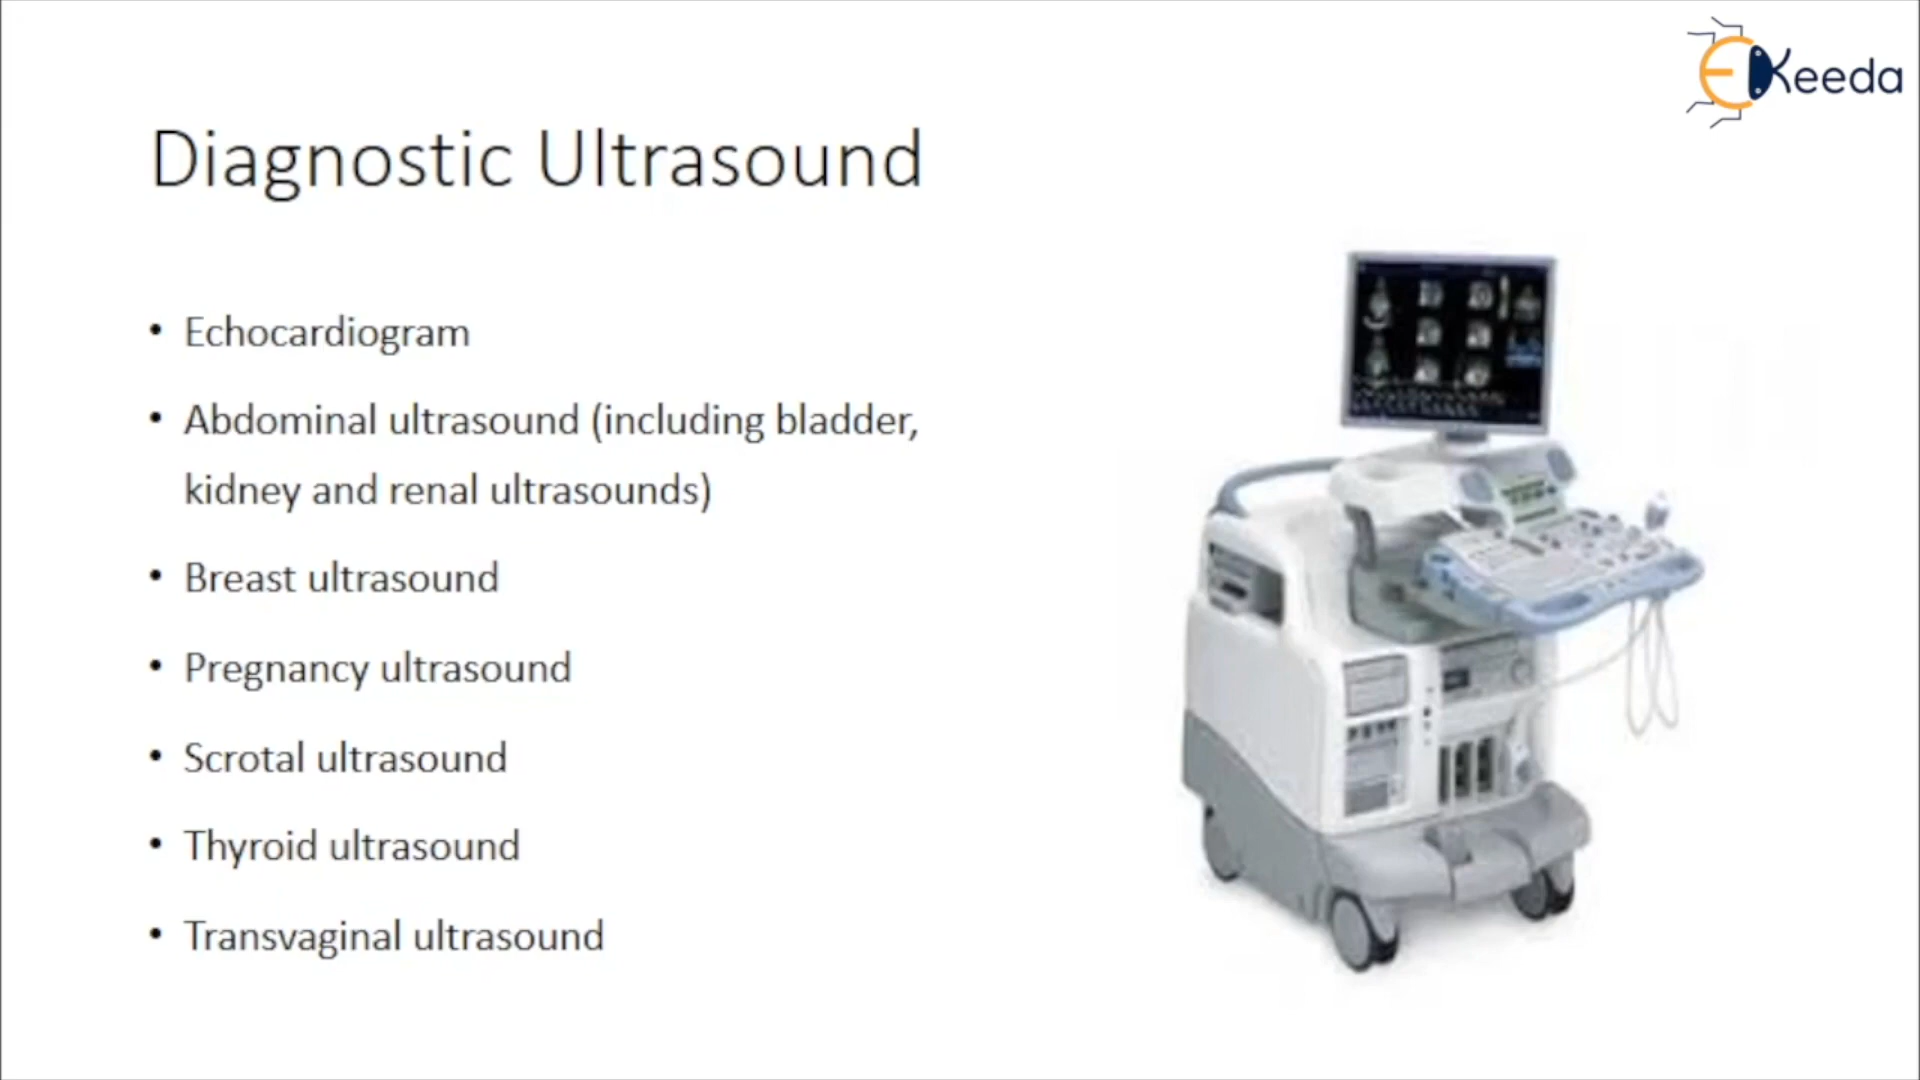 EKeeda
Diagnostic Ultrasound
• Echocardiogram
• Abdominal ultrasound (including bladder,
kidney and renal ultrasounds)
• Breast ultrasound
• Pregnancy ultrasound
• Scrotal ultrasound
• Thyroid ultrasound
• Transvaginal ultrasound